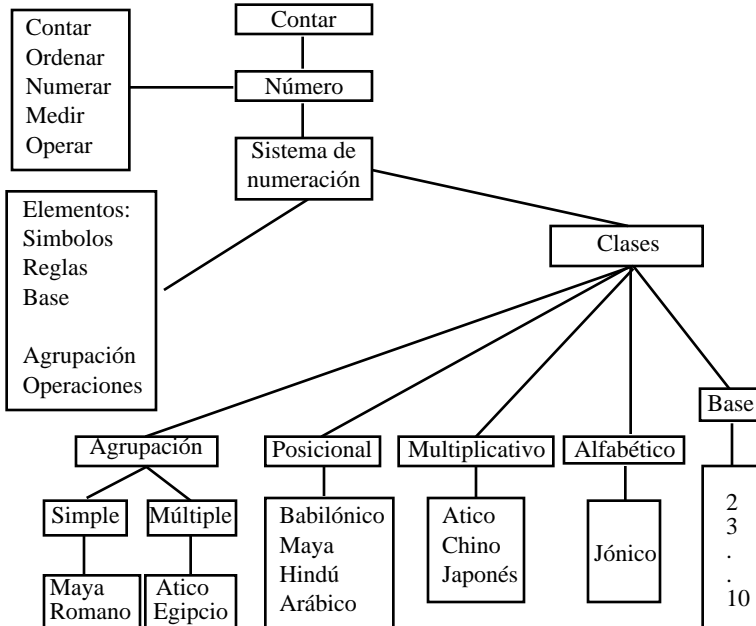 Contar
Contar
Ordenar
Numerar
Medir
Operar
Número
Sistema de
numeración
Elementos:
Simbolos
Reglas
Base
Agrupación
Operaciones
Clases
Agrupación
Posicional
Multiplicativo
Alfabético
Base
Simple
Múltiple
Maya
Romano
Atico
Egipcio
Babilónico
Maya
Hindú
Arábico
Atico
Chino
Japonés
Jónico
2
3
.
.
10